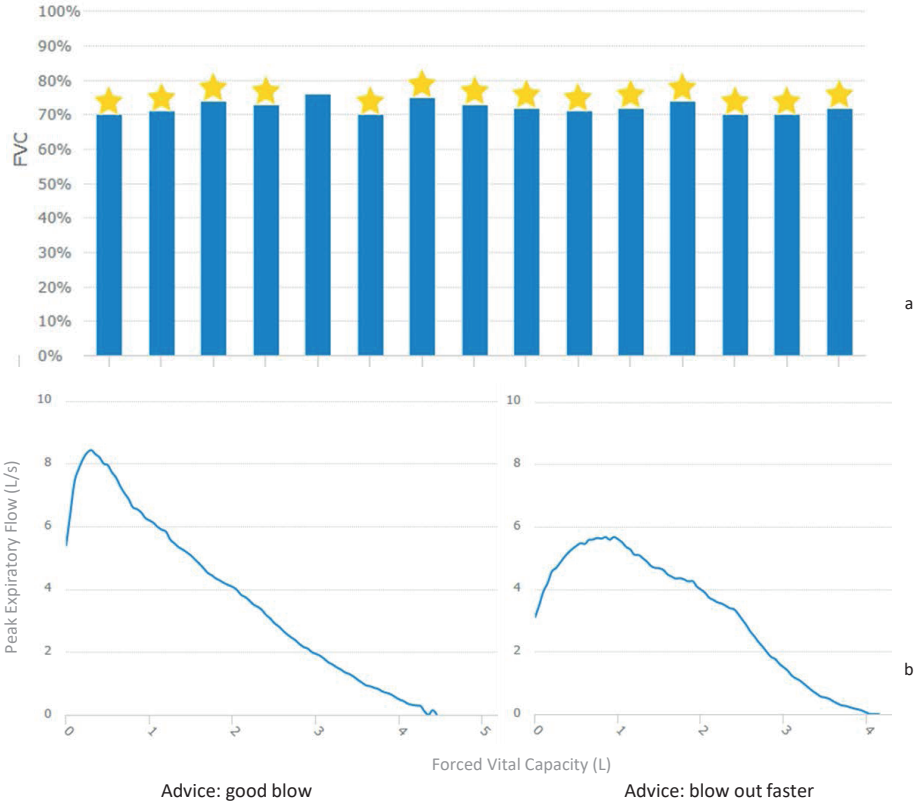 100%
90%
80%
70%
60%
50%
40%
30%
20%
10%
0%
FVC
a
10
8
6
4
2
0
0 1 2 3 4 5
Peak Expiratory Flow (L/s)
10
8
6
4
2
0
0 1 2 3 4
b
Forced Vital Capacity (L)
Advice: good blow
Advice: blow out faster